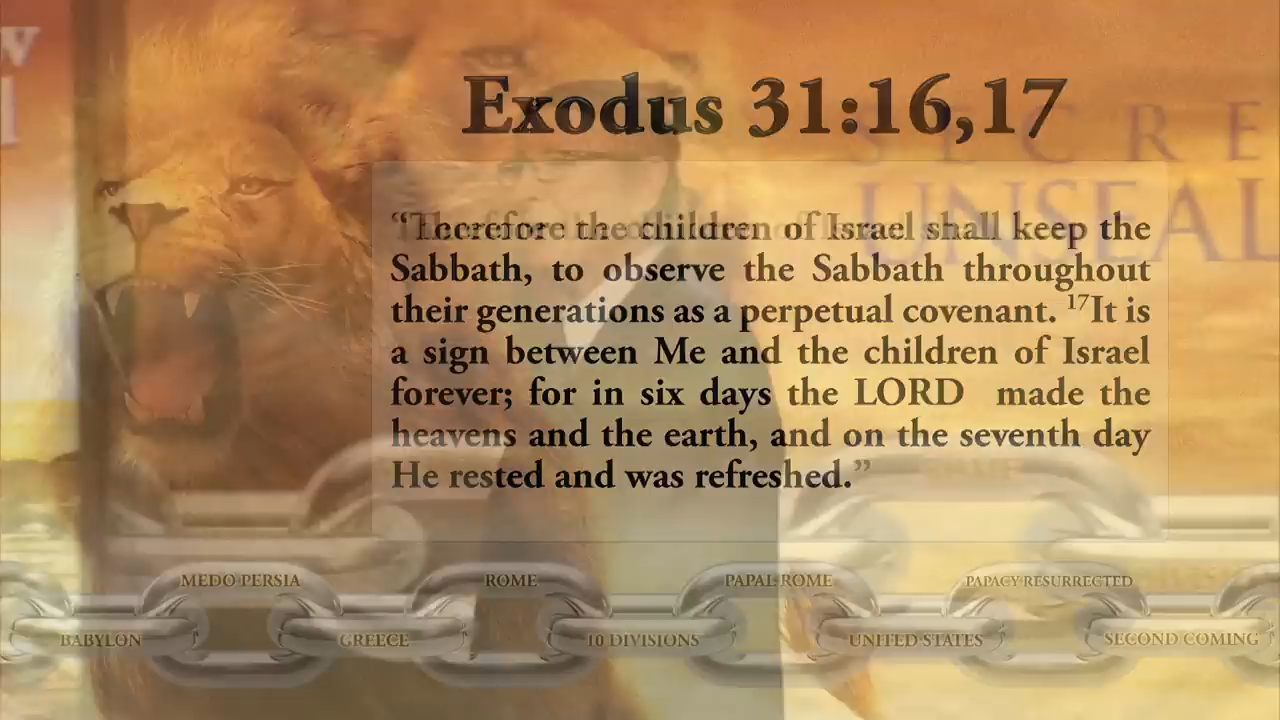 Exodus 31:16,17
SECRE
UNSEAL
“Therefore the children of Israel shall keep the
Sabbath, to observe the Sabbath throughout
their generations as a perpetual covenant. ¹⁷It is
a sign between Me and the children of Israel
forever; for in six days the LORD made the
heavens and the earth, and on the seventh day
He rested and was refreshed.”
MEDO PERSIA ROME PAPAL ROME PAPACY RESURRECTED
BABYLON GREECE 10 DIVISIONS UNITED STATES SECOND COMING